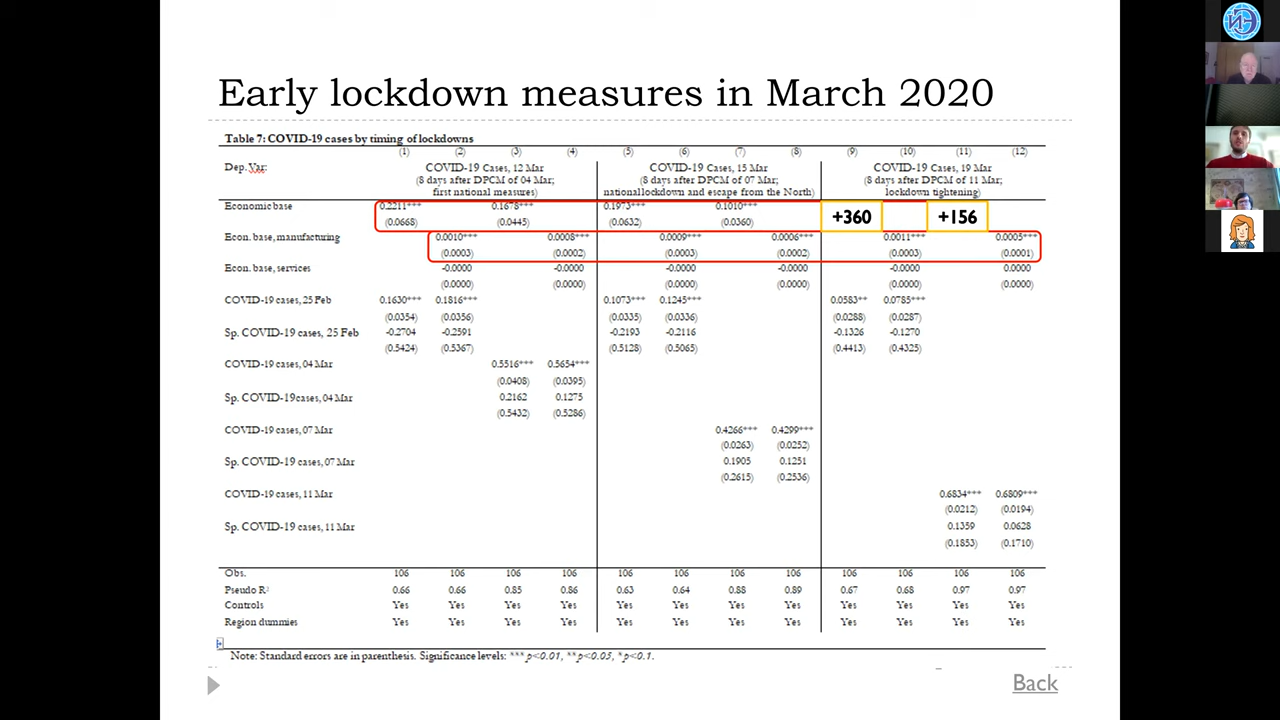 Early lockdown measures in March 2020
Table 7: COVID-19 cases by timing of lockdowns
(1) (2) (3) (4) (5) (6) (7) (8) (9) (10) (11) (12)
Dep. Var: COVID-19 Cases, 12 Mar COVID-19 Cases, 15 Mar COVID-19 Cases, 19 Mar
(8 days after DPCM of 04 Mar; (8 days after DPCM of 07 Mar; (8 days after DPCM of 11 Mar;
first national measures) national lockdown and escape from the North) lockdown tightening)
Economic base 0.2211*** 0.1678*** 0.1973*** 0.1010*** +360 +156
(0.0668) (0.0445) (0.0632) (0.0360)
Econ. base, manufacturing 0.0010*** 0.0008*** 0.0009*** 0.0006*** 0.0011*** 0.0005***
(0.0003) (0.0002) (0.0003) (0.0002) (0.0003) (0.0001)
Econ. base, services -0.0000 -0.0000 -0.0000 -0.0000 -0.0000 0.0000
(0.0000) (0.0000) (0.0000) (0.0000) (0.0000) (0.0000)
COVID-19 cases, 25 Feb 0.1630*** 0.1816*** 0.1073*** 0.1245*** 0.0583** 0.0785***
(0.0354) (0.0356) (0.0335) (0.0336) (0.0288) (0.0287)
Sp. COVID-19 cases, 25 Feb -0.2704 -0.2591 -0.2193 -0.2116 -0.1326 -0.1270
(0.5424) (0.5367) (0.5128) (0.5065) (0.4413) (0.4325)
COVID-19 cases, 04 Mar 0.5516*** 0.5654***
(0.0408) (0.0395)
Sp. COVID-19 cases, 04 Mar 0.2162 0.1275
(0.5432) (0.5286)
COVID-19 cases, 07 Mar 0.4266*** 0.4299***
(0.0263) (0.0252)
Sp. COVID-19 cases, 07 Mar 0.1905 0.1251
(0.2615) (0.2536)
COVID-19 cases, 11 Mar 0.6834*** 0.6809***
(0.0212) (0.0194)
Sp. COVID-19 cases, 11 Mar 0.1359 0.0628
(0.1853) (0.1710)
Obs. 106 106 106 106 106 106 106 106 106 106 106 106
Pseudo R² 0.66 0.66 0.85 0.86 0.63 0.64 0.88 0.89 0.67 0.68 0.97 0.97
Controls Yes Yes Yes Yes Yes Yes Yes Yes Yes Yes Yes Yes
Region dummies Yes Yes Yes Yes Yes Yes Yes Yes Yes Yes Yes Yes
Note: Standard errors are in parenthesis. Significance levels: *** p<0.01, ** p<0.05, * p<0.1.
Back